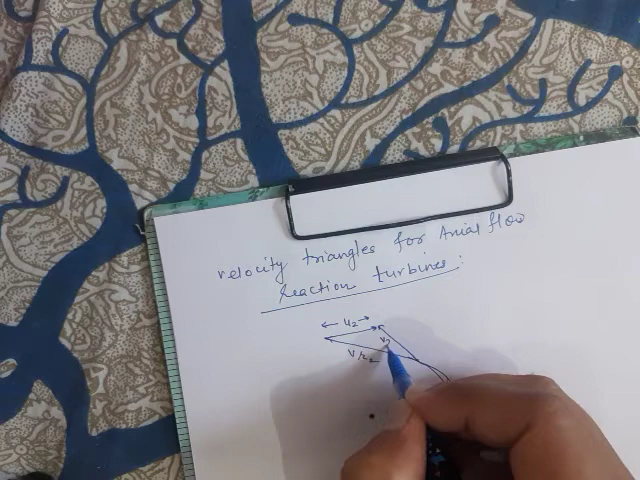 velocity triangles for Axial flow
reaction turbines :
← u₂ →
V₂
Vr₂